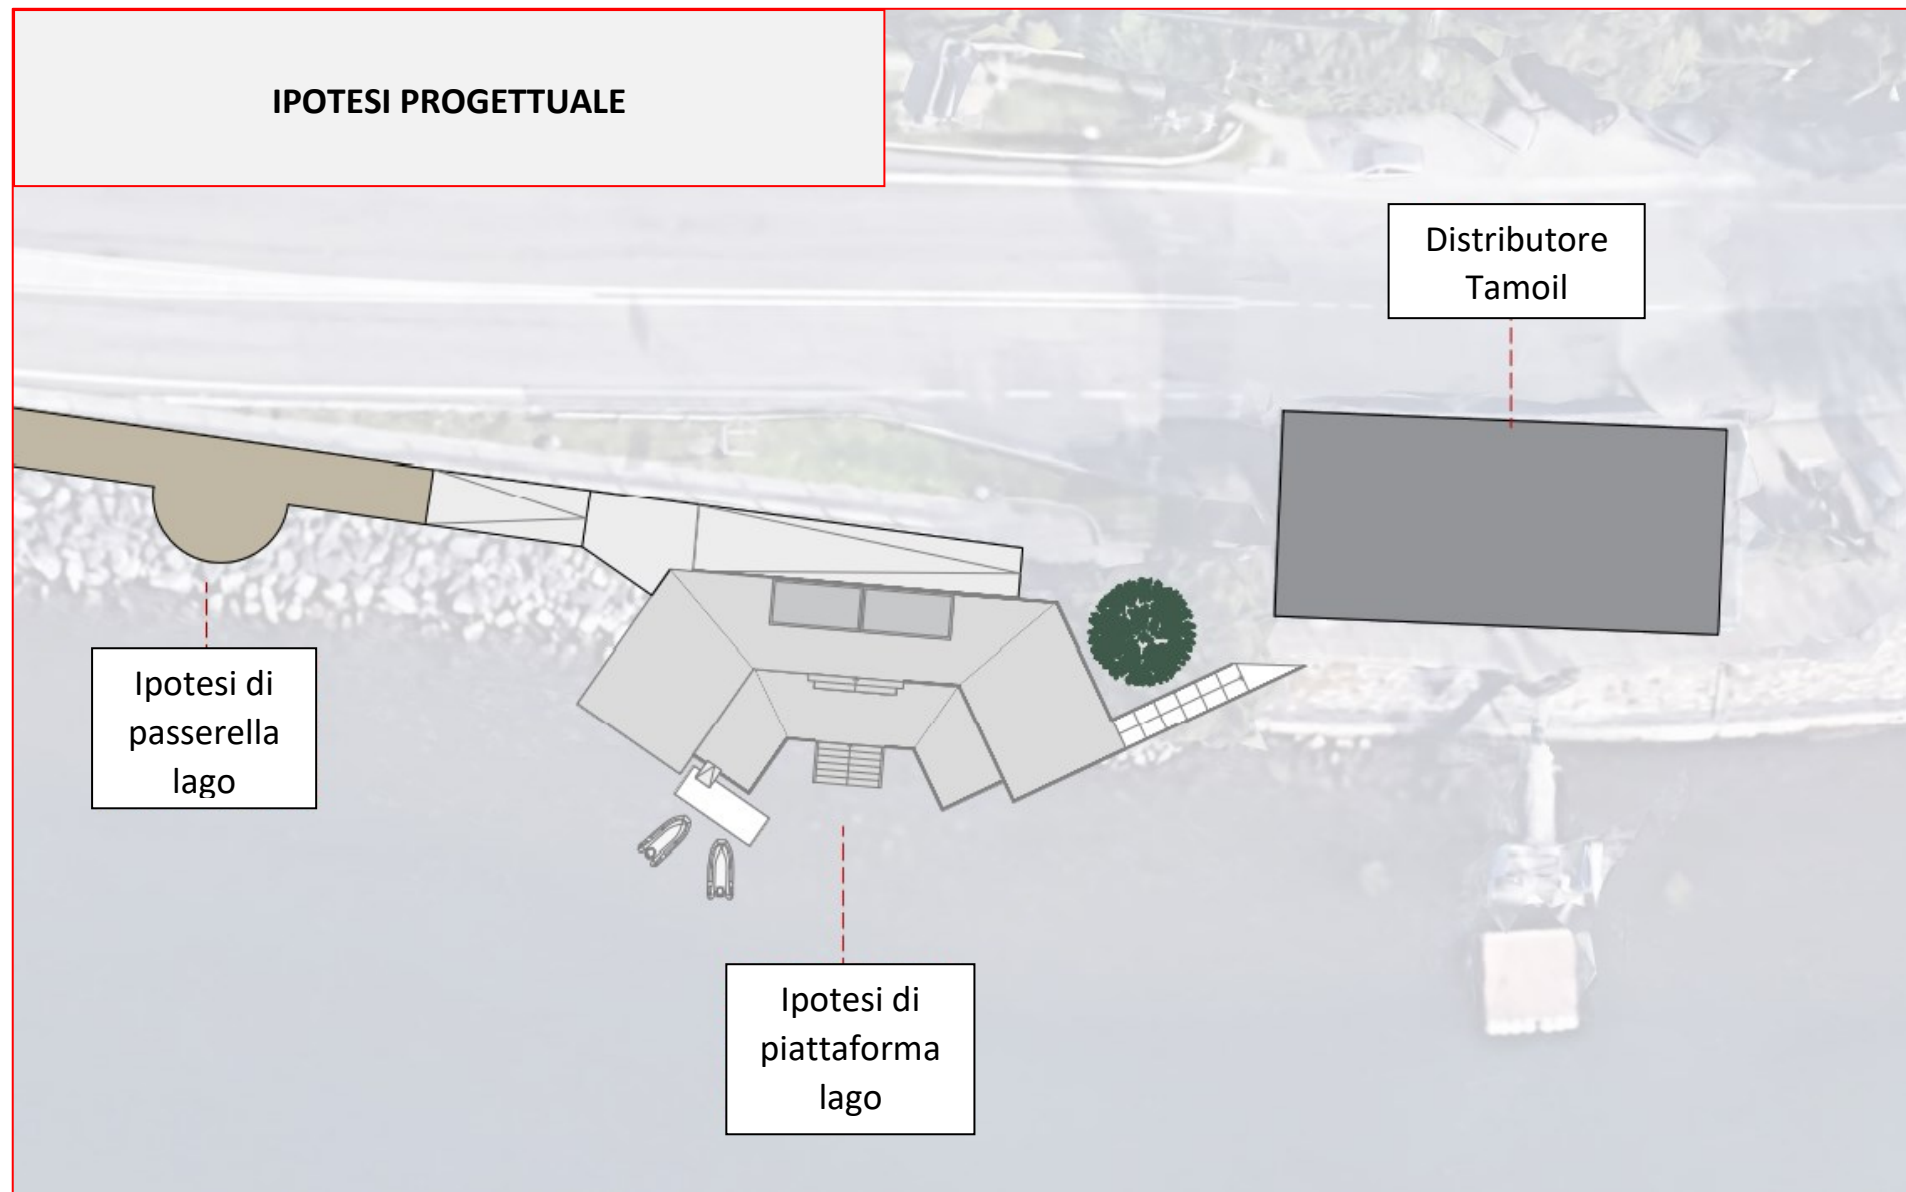 IPOTESI PROGETTUALE
Distributore
Tamoil
Ipotesi di
passerella
lago
Ipotesi di
piattaforma
lago